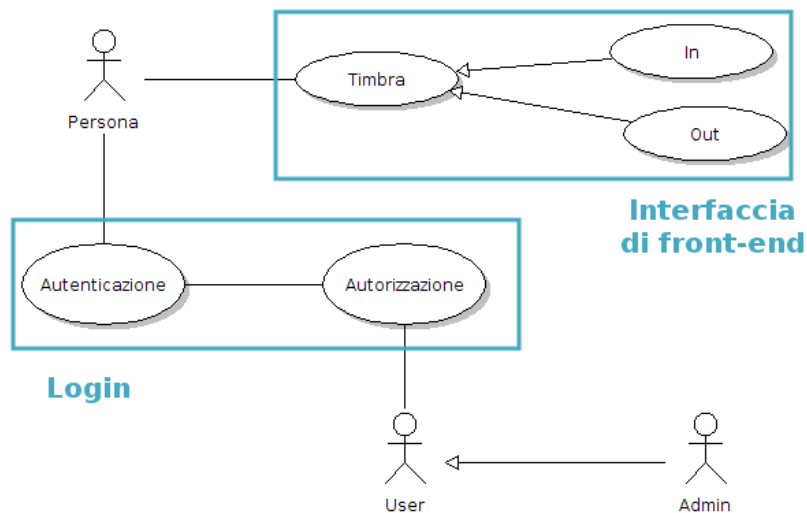 In
Timbra
Persona
Out
Interfaccia
di front-end
Autenticazione
Autorizzazione
Login
User
Admin